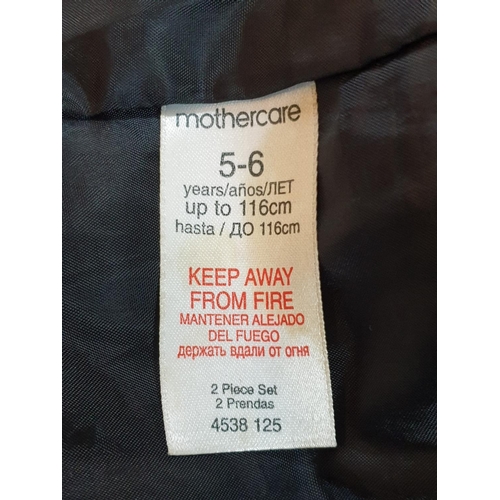 mothercare
5-6
years/años/ЛЕТ
up to 116cm
hasta / ДО 116cm
KEEP AWAY
FROM FIRE
MANTENER ALEJADO
DEL FUEGO
держать вдали от огня
2 Piece Set
2 Prendas
4538 125